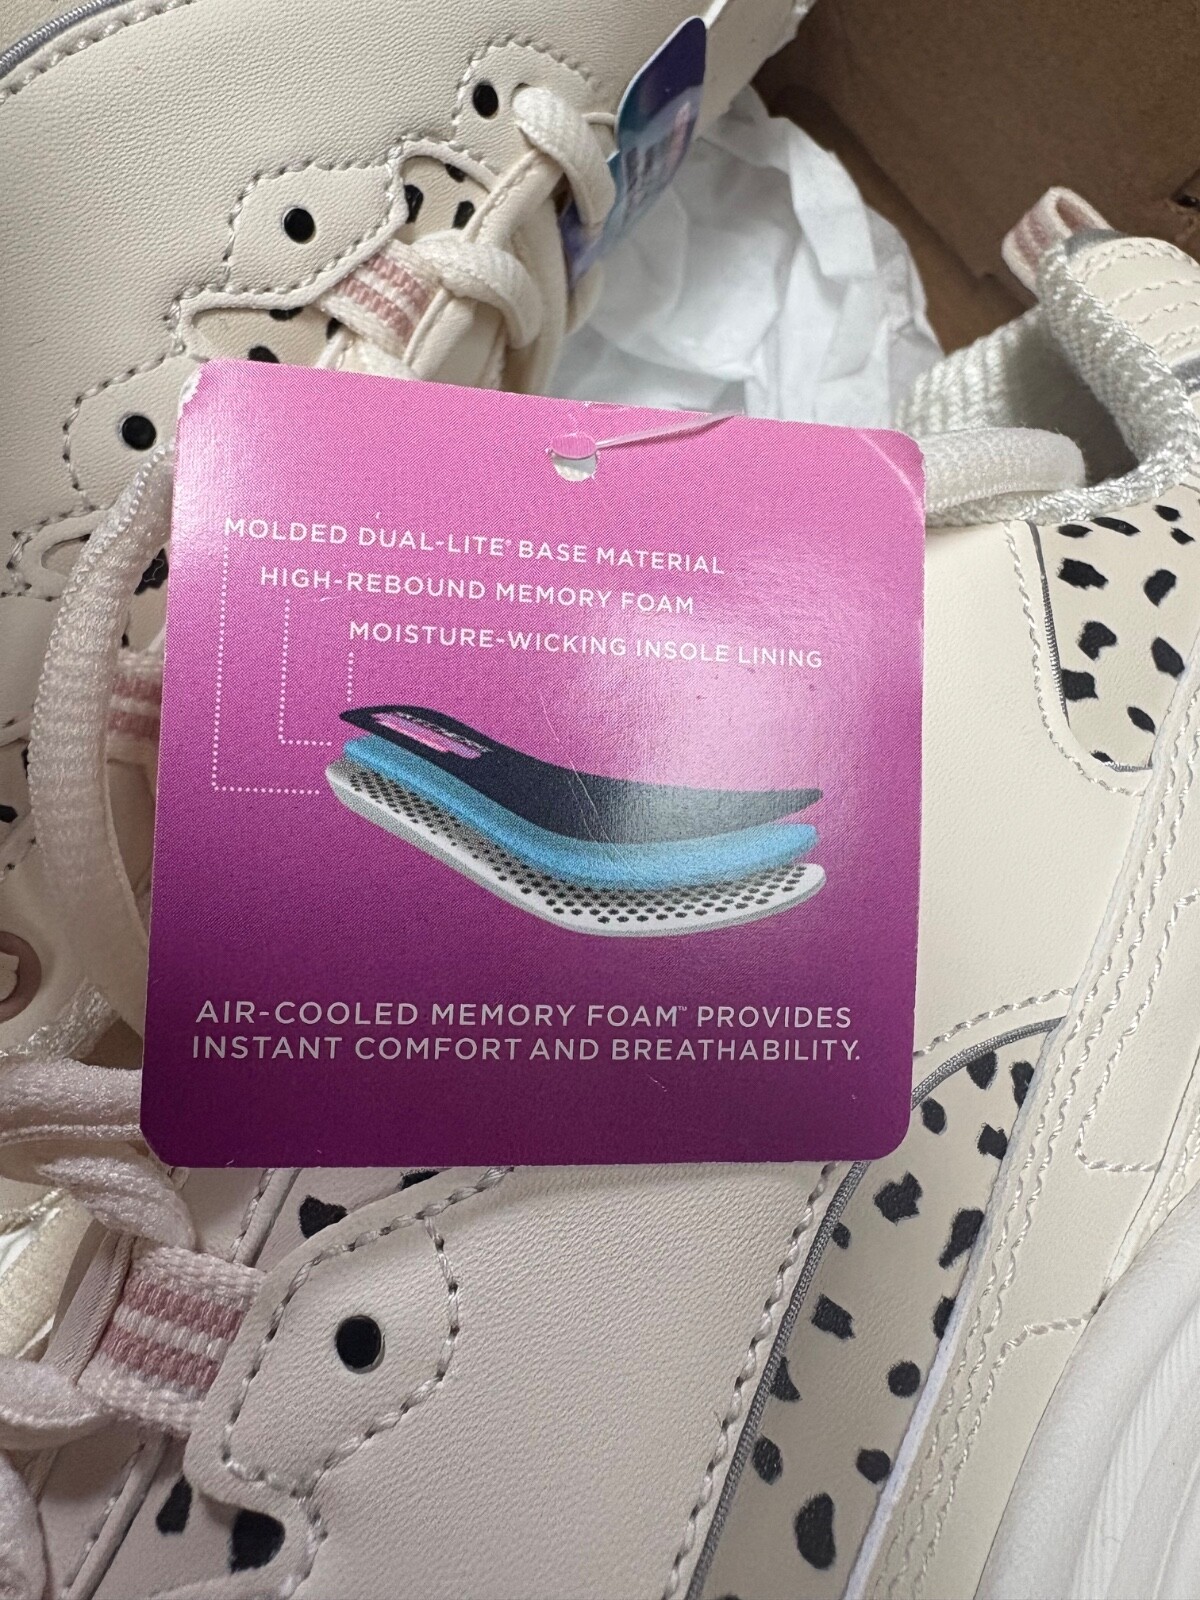 MOLDED DUAL-LITE® BASE MATERIAL
HIGH-REBOUND MEMORY FOAM
MOISTURE-WICKING INSOLE LINING
AIR-COOLED MEMORY FOAM™ PROVIDES
INSTANT COMFORT AND BREATHABILITY.